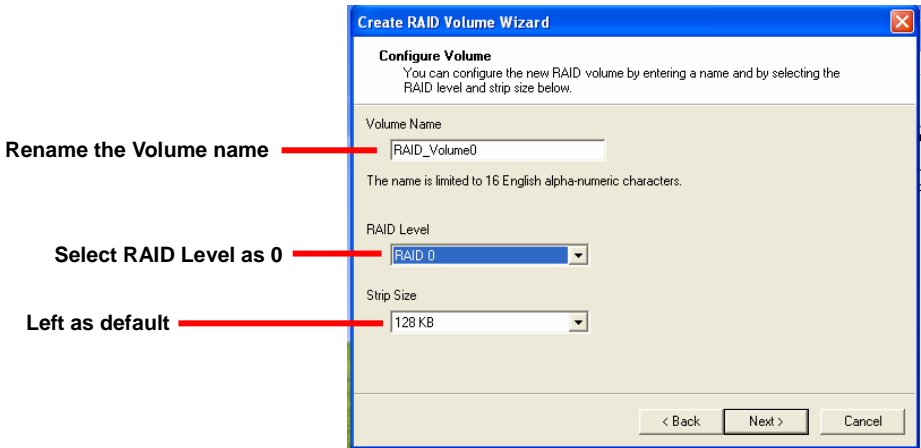 Create RAID Volume Wizard
Configure Volume
You can configure the new RAID volume by entering a name and by selecting the
RAID level and strip size below.
Volume Name
Rename the Volume name
RAID_Volume0
The name is limited to 16 English alpha-numeric characters.
RAID Level
Select RAID Level as 0
RAID 0
Strip Size
Left as default
128 KB
< Back
Next >
Cancel